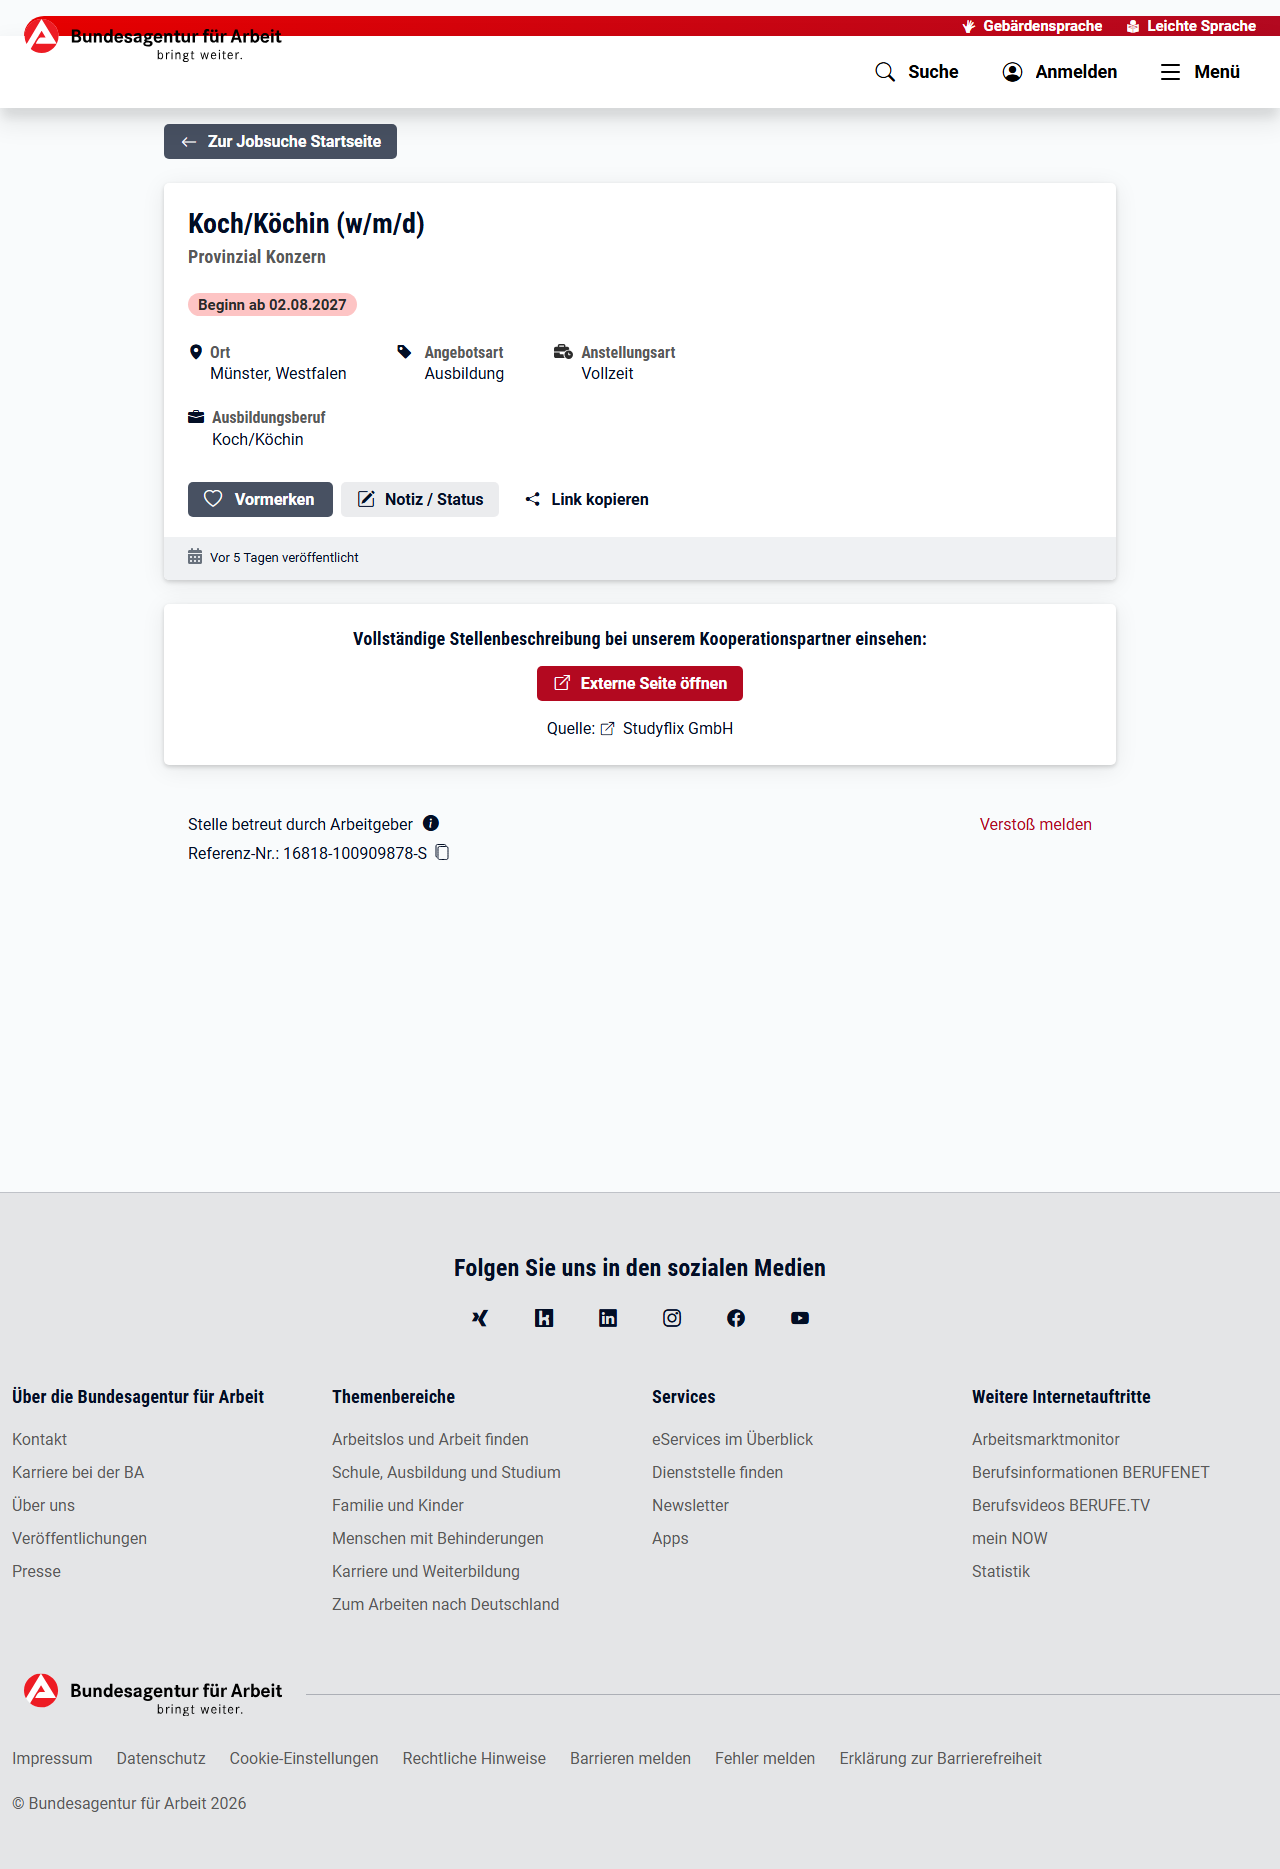 Bundesagentur für Arbeit
bringt weiter.
Gebärdensprache
Leichte Sprache
Suche
Anmelden
Menü
Zur Jobsuche Startseite
Koch/Köchin (w/m/d)
Provinzial Konzern
Beginn ab 02.08.2027
Ort
Münster, Westfalen
Angebotsart
Ausbildung
Anstellungsart
Vollzeit
Ausbildungsberuf
Koch/Köchin
Vormerken
Notiz / Status
Link kopieren
Vor 5 Tagen veröffentlicht
Vollständige Stellenbeschreibung bei unserem Kooperationspartner einsehen:
Externe Seite öffnen
Quelle: Studyflix GmbH
Stelle betreut durch Arbeitgeber
Verstoß melden
Referenz-Nr.: 16818-100909878-S
Folgen Sie uns in den sozialen Medien
Über die Bundesagentur für Arbeit
Kontakt
Karriere bei der BA
Über uns
Veröffentlichungen
Presse
Themenbereiche
Arbeitslos und Arbeit finden
Schule, Ausbildung und Studium
Familie und Kinder
Menschen mit Behinderungen
Karriere und Weiterbildung
Zum Arbeiten nach Deutschland
Services
eServices im Überblick
Dienststelle finden
Newsletter
Apps
Weitere Internetauftritte
Arbeitsmarktmonitor
Berufsinformationen BERUFENET
Berufsvideos BERUFE.TV
mein NOW
Statistik
Bundesagentur für Arbeit
bringt weiter.
Impressum
Datenschutz
Cookie-Einstellungen
Rechtliche Hinweise
Barrieren melden
Fehler melden
Erklärung zur Barrierefreiheit
© Bundesagentur für Arbeit 2026